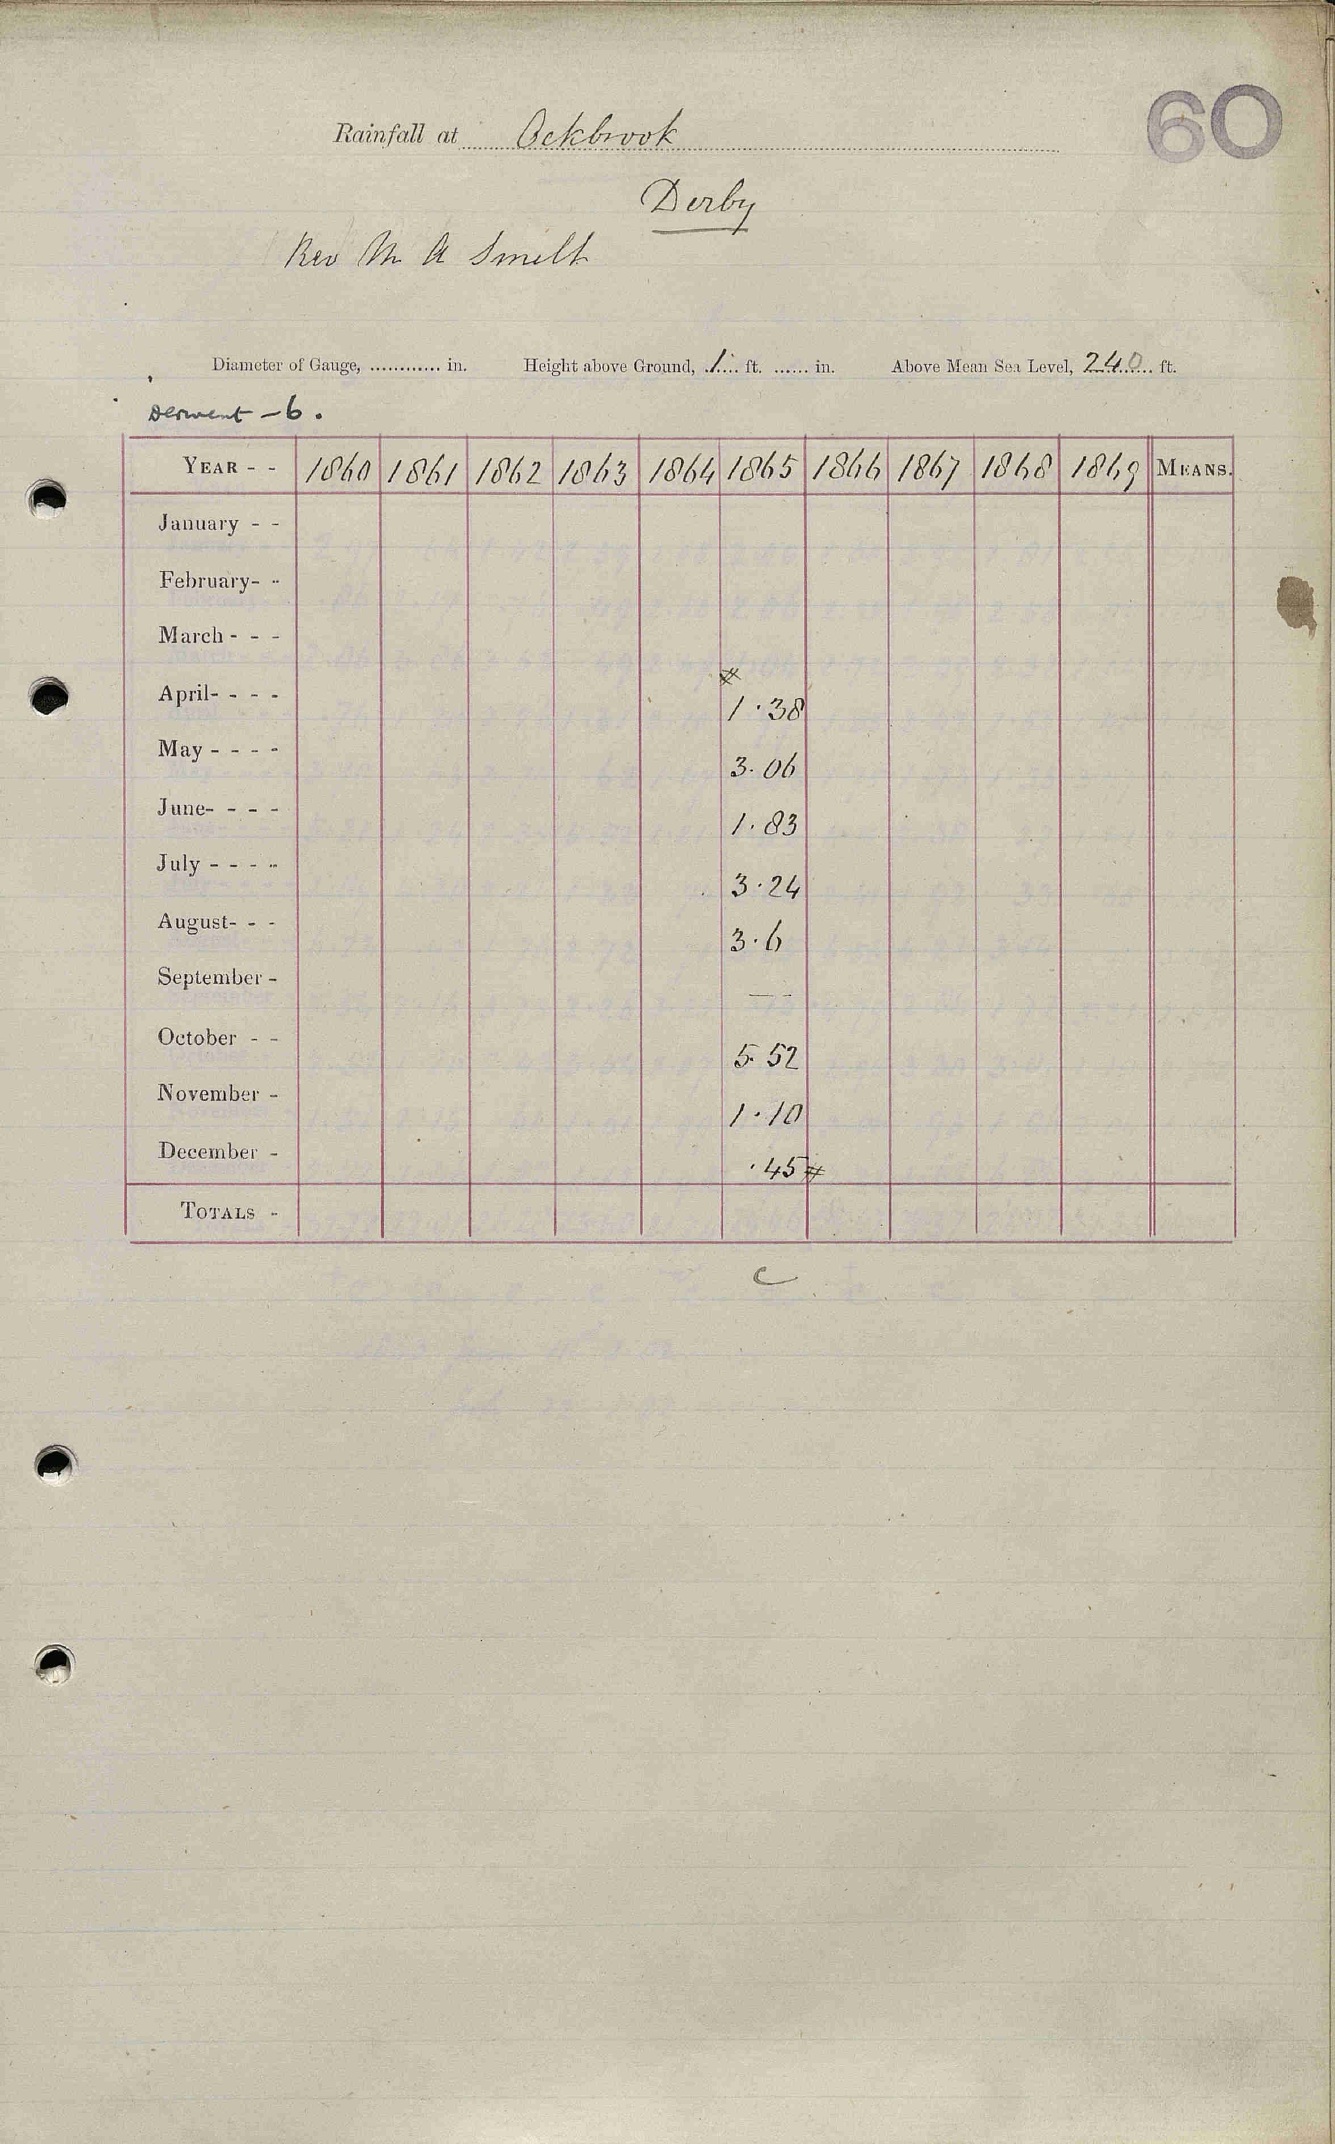 60
Rainfall at Ockbrook
Derby
Rev M A Smelt
Diameter of Gauge, ............ in. Height above Ground, 1 ft. ...... in. Above Mean Sea Level, 240 ft.
Derwent - 6.
YEAR - - 1860 1861 1862 1863 1864 1865 1866 1867 1868 1869 MEANS.
January - -
February- -
March - - -
April- - - - # 1.38
May - - - - 3.06
June- - - - 1.83
July - - - - 3.24
August- - - 3.6
September - —
October - - 5.52
November - 1.10
December - .45 #
TOTALS -
C